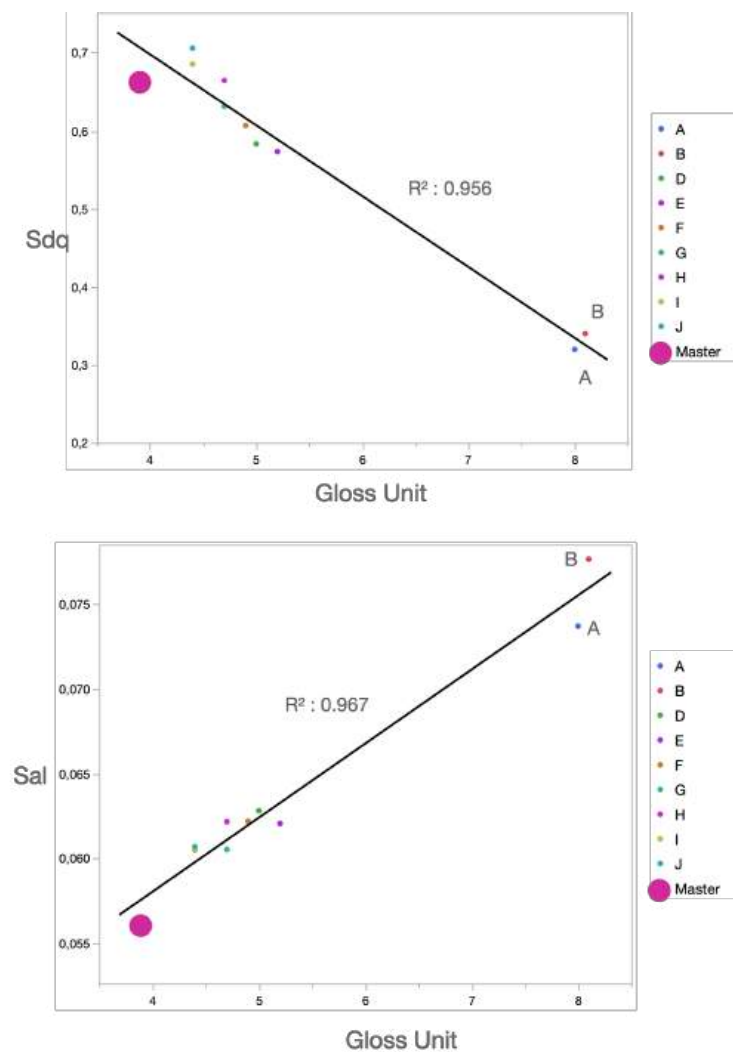 0,7
0,6
0,5
0,4
0,3
0,2
Sdq
R² : 0.956
B
A
4 5 6 7 8
Gloss Unit
A
B
D
E
F
G
H
I
J
Master
0,075
0,070
0,065
0,060
0,055
Sal
B
A
R² : 0.967
4 5 6 7 8
Gloss Unit
A
B
D
E
F
G
H
I
J
Master